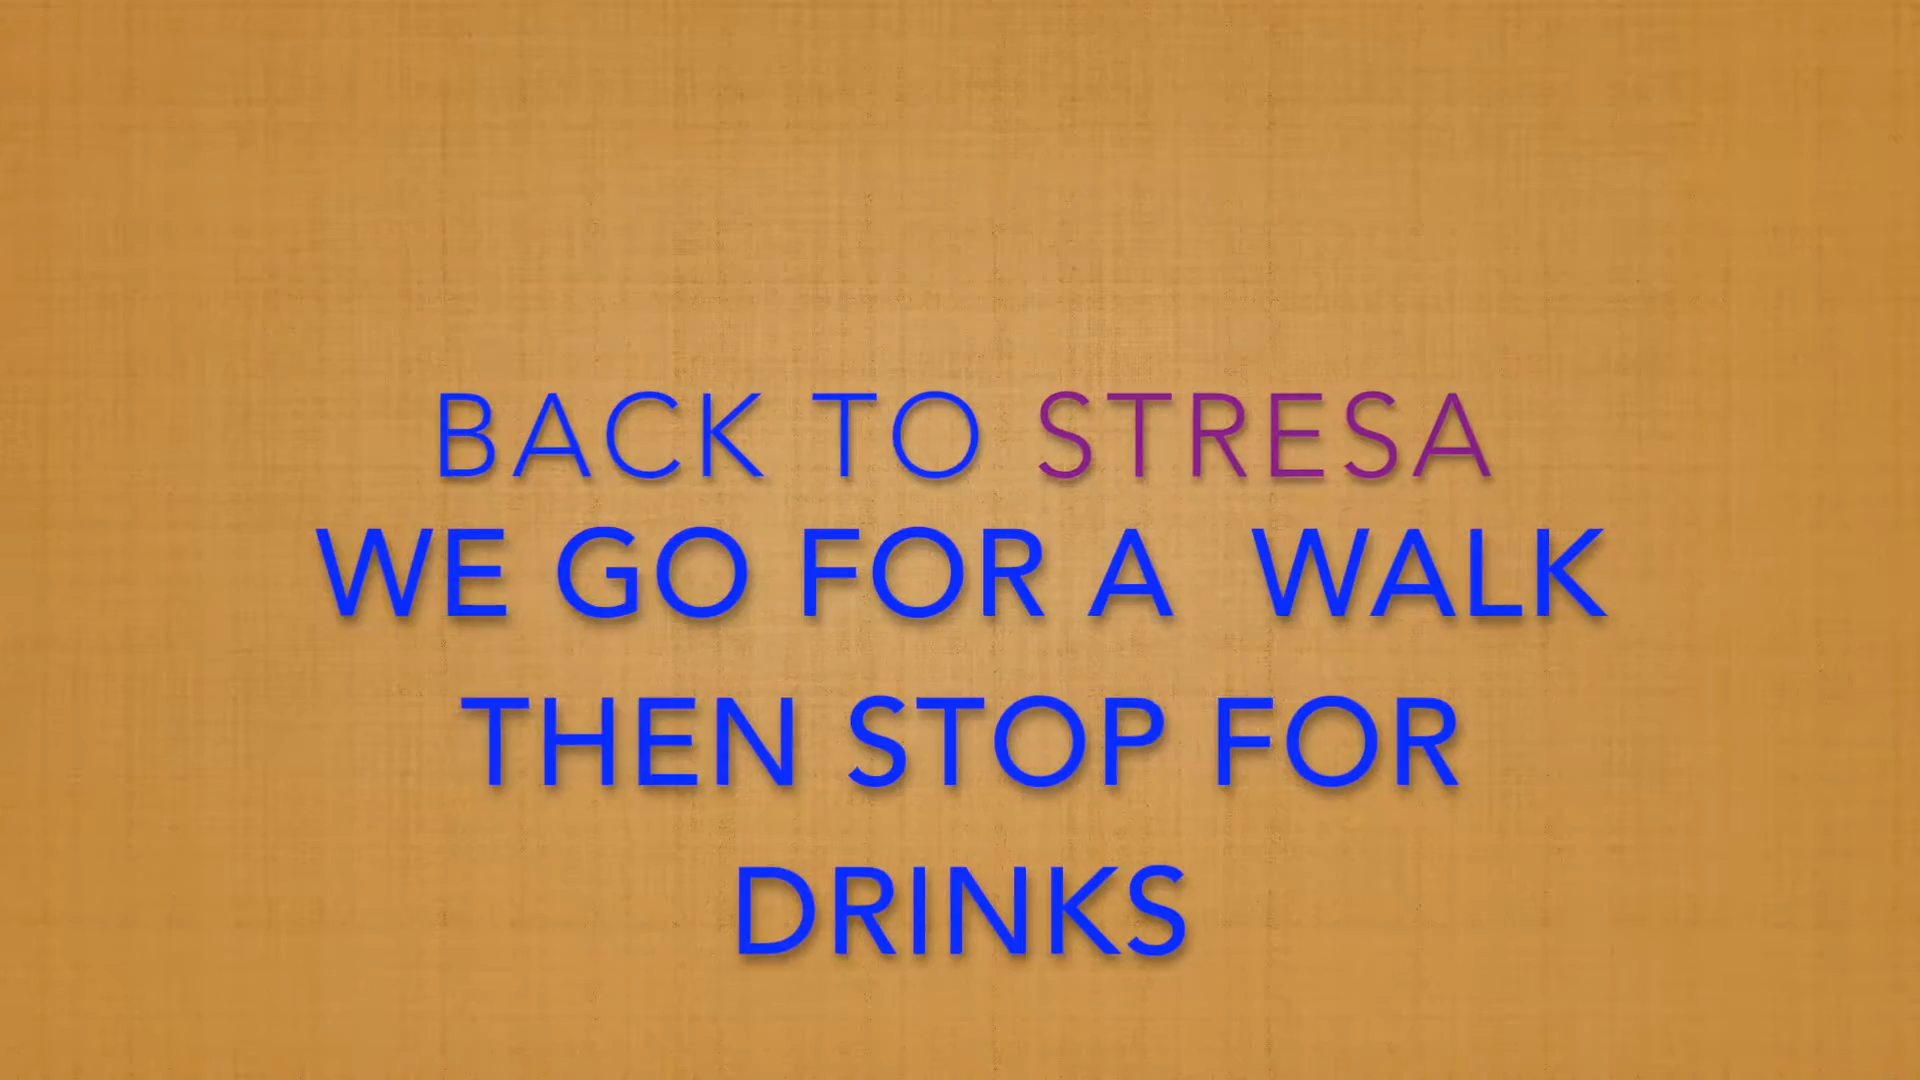 BACK TO STRESA
WE GO FOR A  WALK
THEN STOP FOR
DRINKS